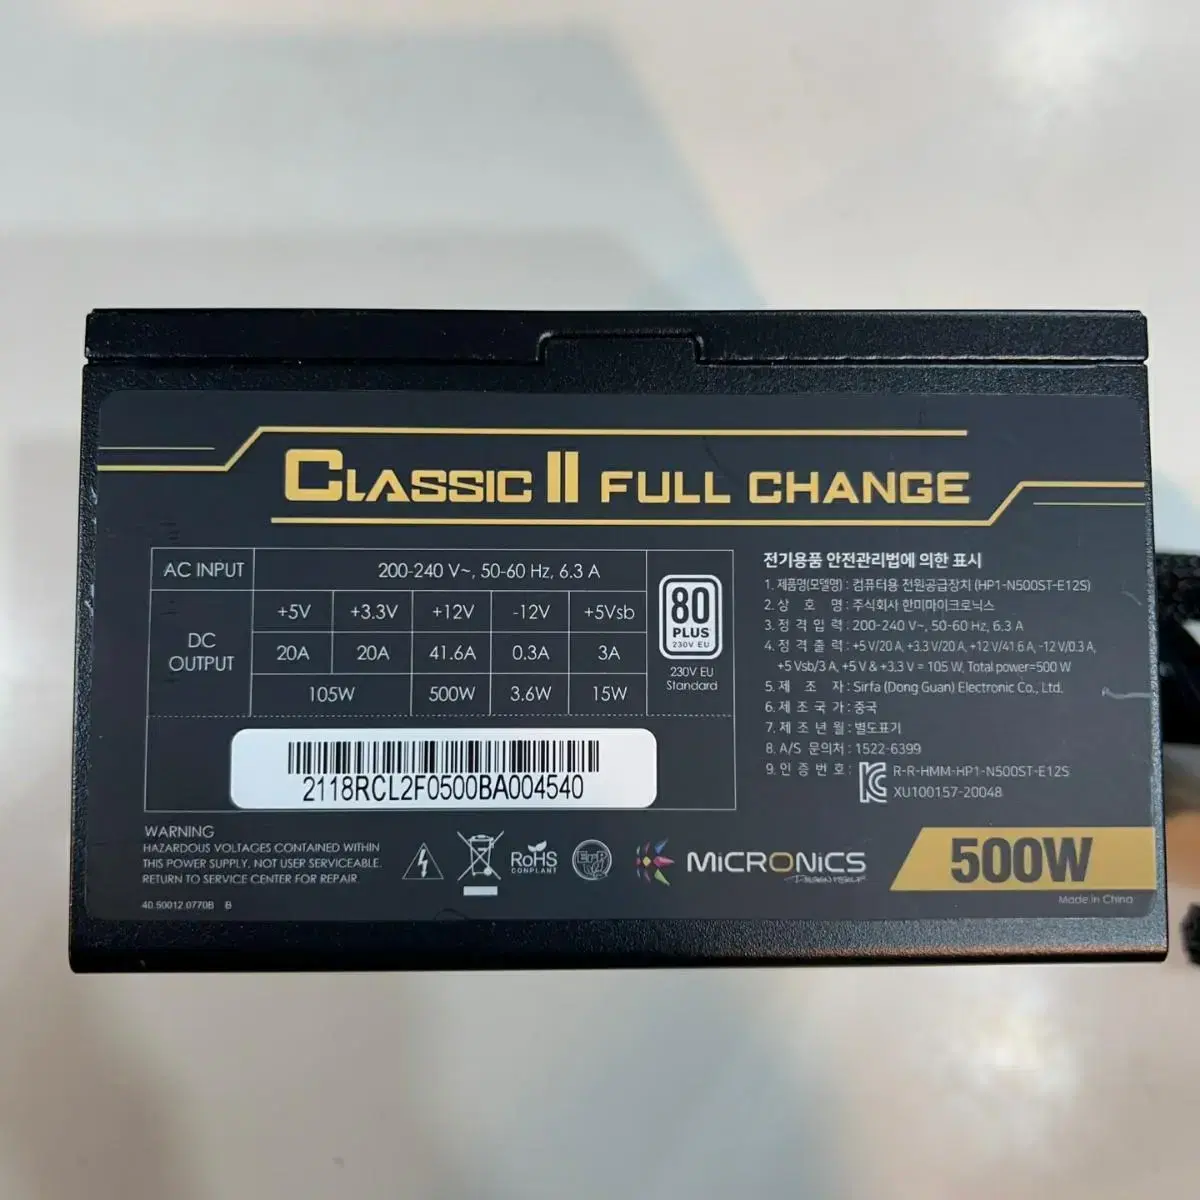 CLASSIC II FULL CHANGE
AC INPUT 200-240 V~, 50-60 Hz, 6.3 A
DC OUTPUT +5V +3.3V +12V -12V +5Vsb
20A 20A 41.6A 0.3A 3A
105W 500W 3.6W 15W
80
PLUS
230V EU
230V EU
Standard
2118RCL2F0500BA004540
전기용품 안전관리법에 의한 표시
1. 제품명(모델명) : 컴퓨터용 전원공급장치 (HP1-N500ST-E12S)
2. 상 호 명 : 주식회사 한미마이크로닉스
3. 정 격 입 력 : 200-240 V~, 50-60 Hz, 6.3 A
4. 정 격 출 력 : +5 V/20 A, +3.3 V/20 A, +12 V/41.6 A, -12 V/0.3 A,
+5 Vsb/3 A, +5 V & +3.3 V = 105 W, Total power=500 W
5. 제 조 자 : Sirfa (Dong Guan) Electronic Co., Ltd.
6. 제 조 국 가 : 중국
7. 제 조 년 월 : 별도표기
8. A/S 문의처 : 1522-6399
9. 인 증 번 호 : R-R-HMM-HP1-N500ST-E12S
XU100157-20048
WARNING
HAZARDOUS VOLTAGES CONTAINED WITHIN
THIS POWER SUPPLY, NOT USER SERVICEABLE.
RETURN TO SERVICE CENTER FOR REPAIR.
40.50012.0770B B
RoHS
COMPLIANT
ErP
MiCRONiCS
500W
Made in China